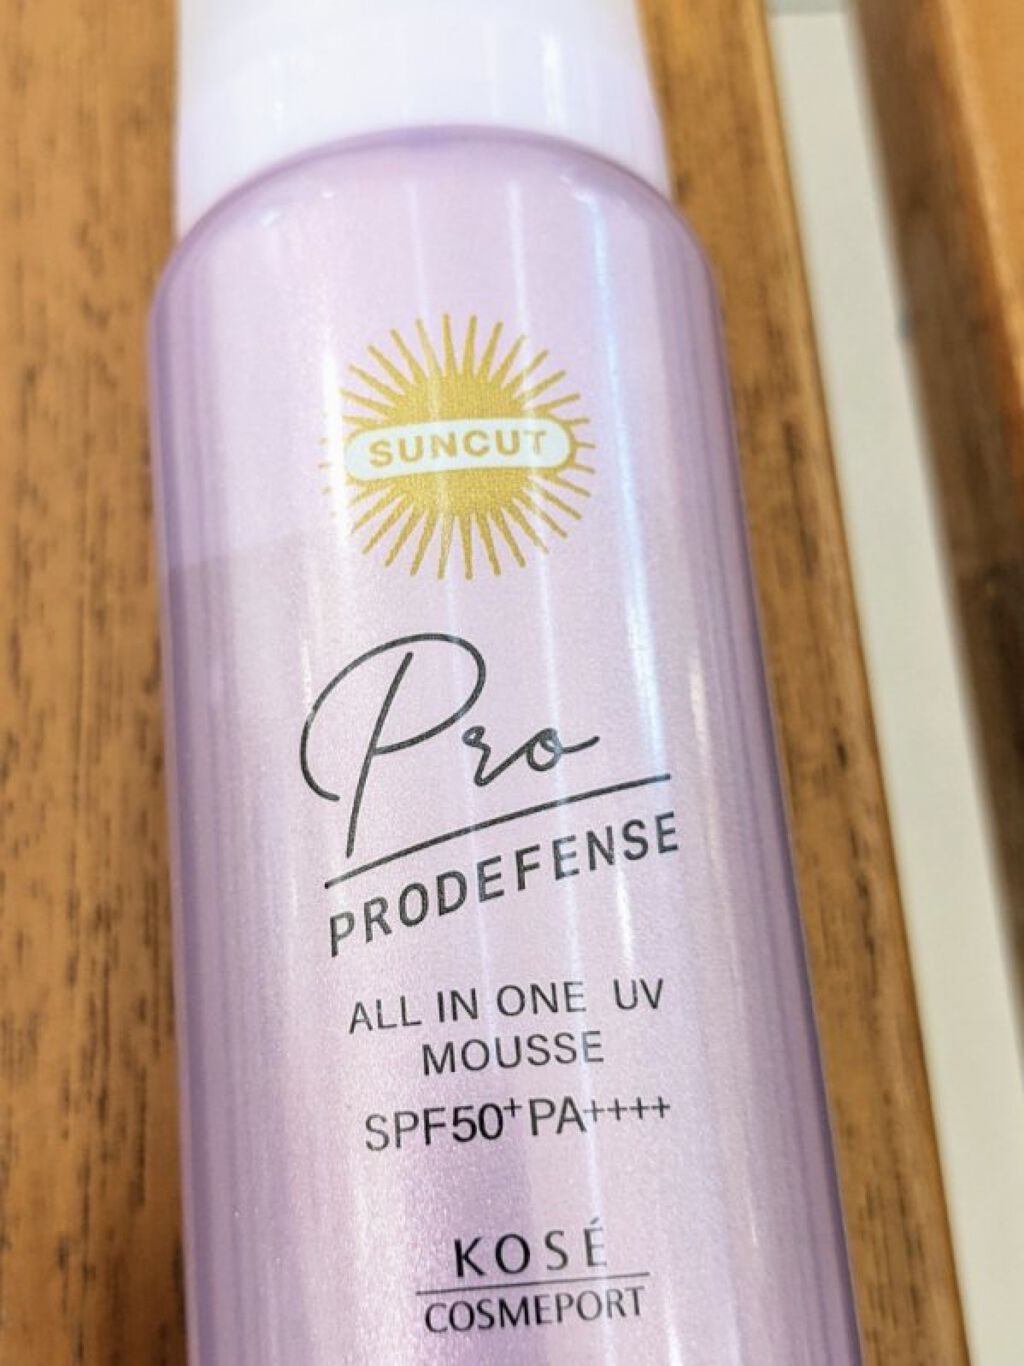 SUNCUT
Pro
PRODEFENSE
ALL IN ONE UV
MOUSSE
SPF50+PA++++
KOSÉ
COSMEPORT